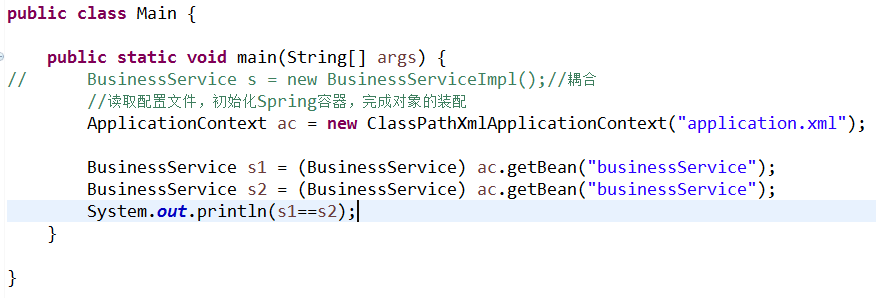 public class Main {
public static void main(String[] args) {
// BusinessService s = new BusinessServiceImpl();//耦合
//读取配置文件，初始化Spring容器，完成对象的装配
ApplicationContext ac = new ClassPathXmlApplicationContext("application.xml");
BusinessService s1 = (BusinessService) ac.getBean("businessService");
BusinessService s2 = (BusinessService) ac.getBean("businessService");
System.out.println(s1==s2);
}
}